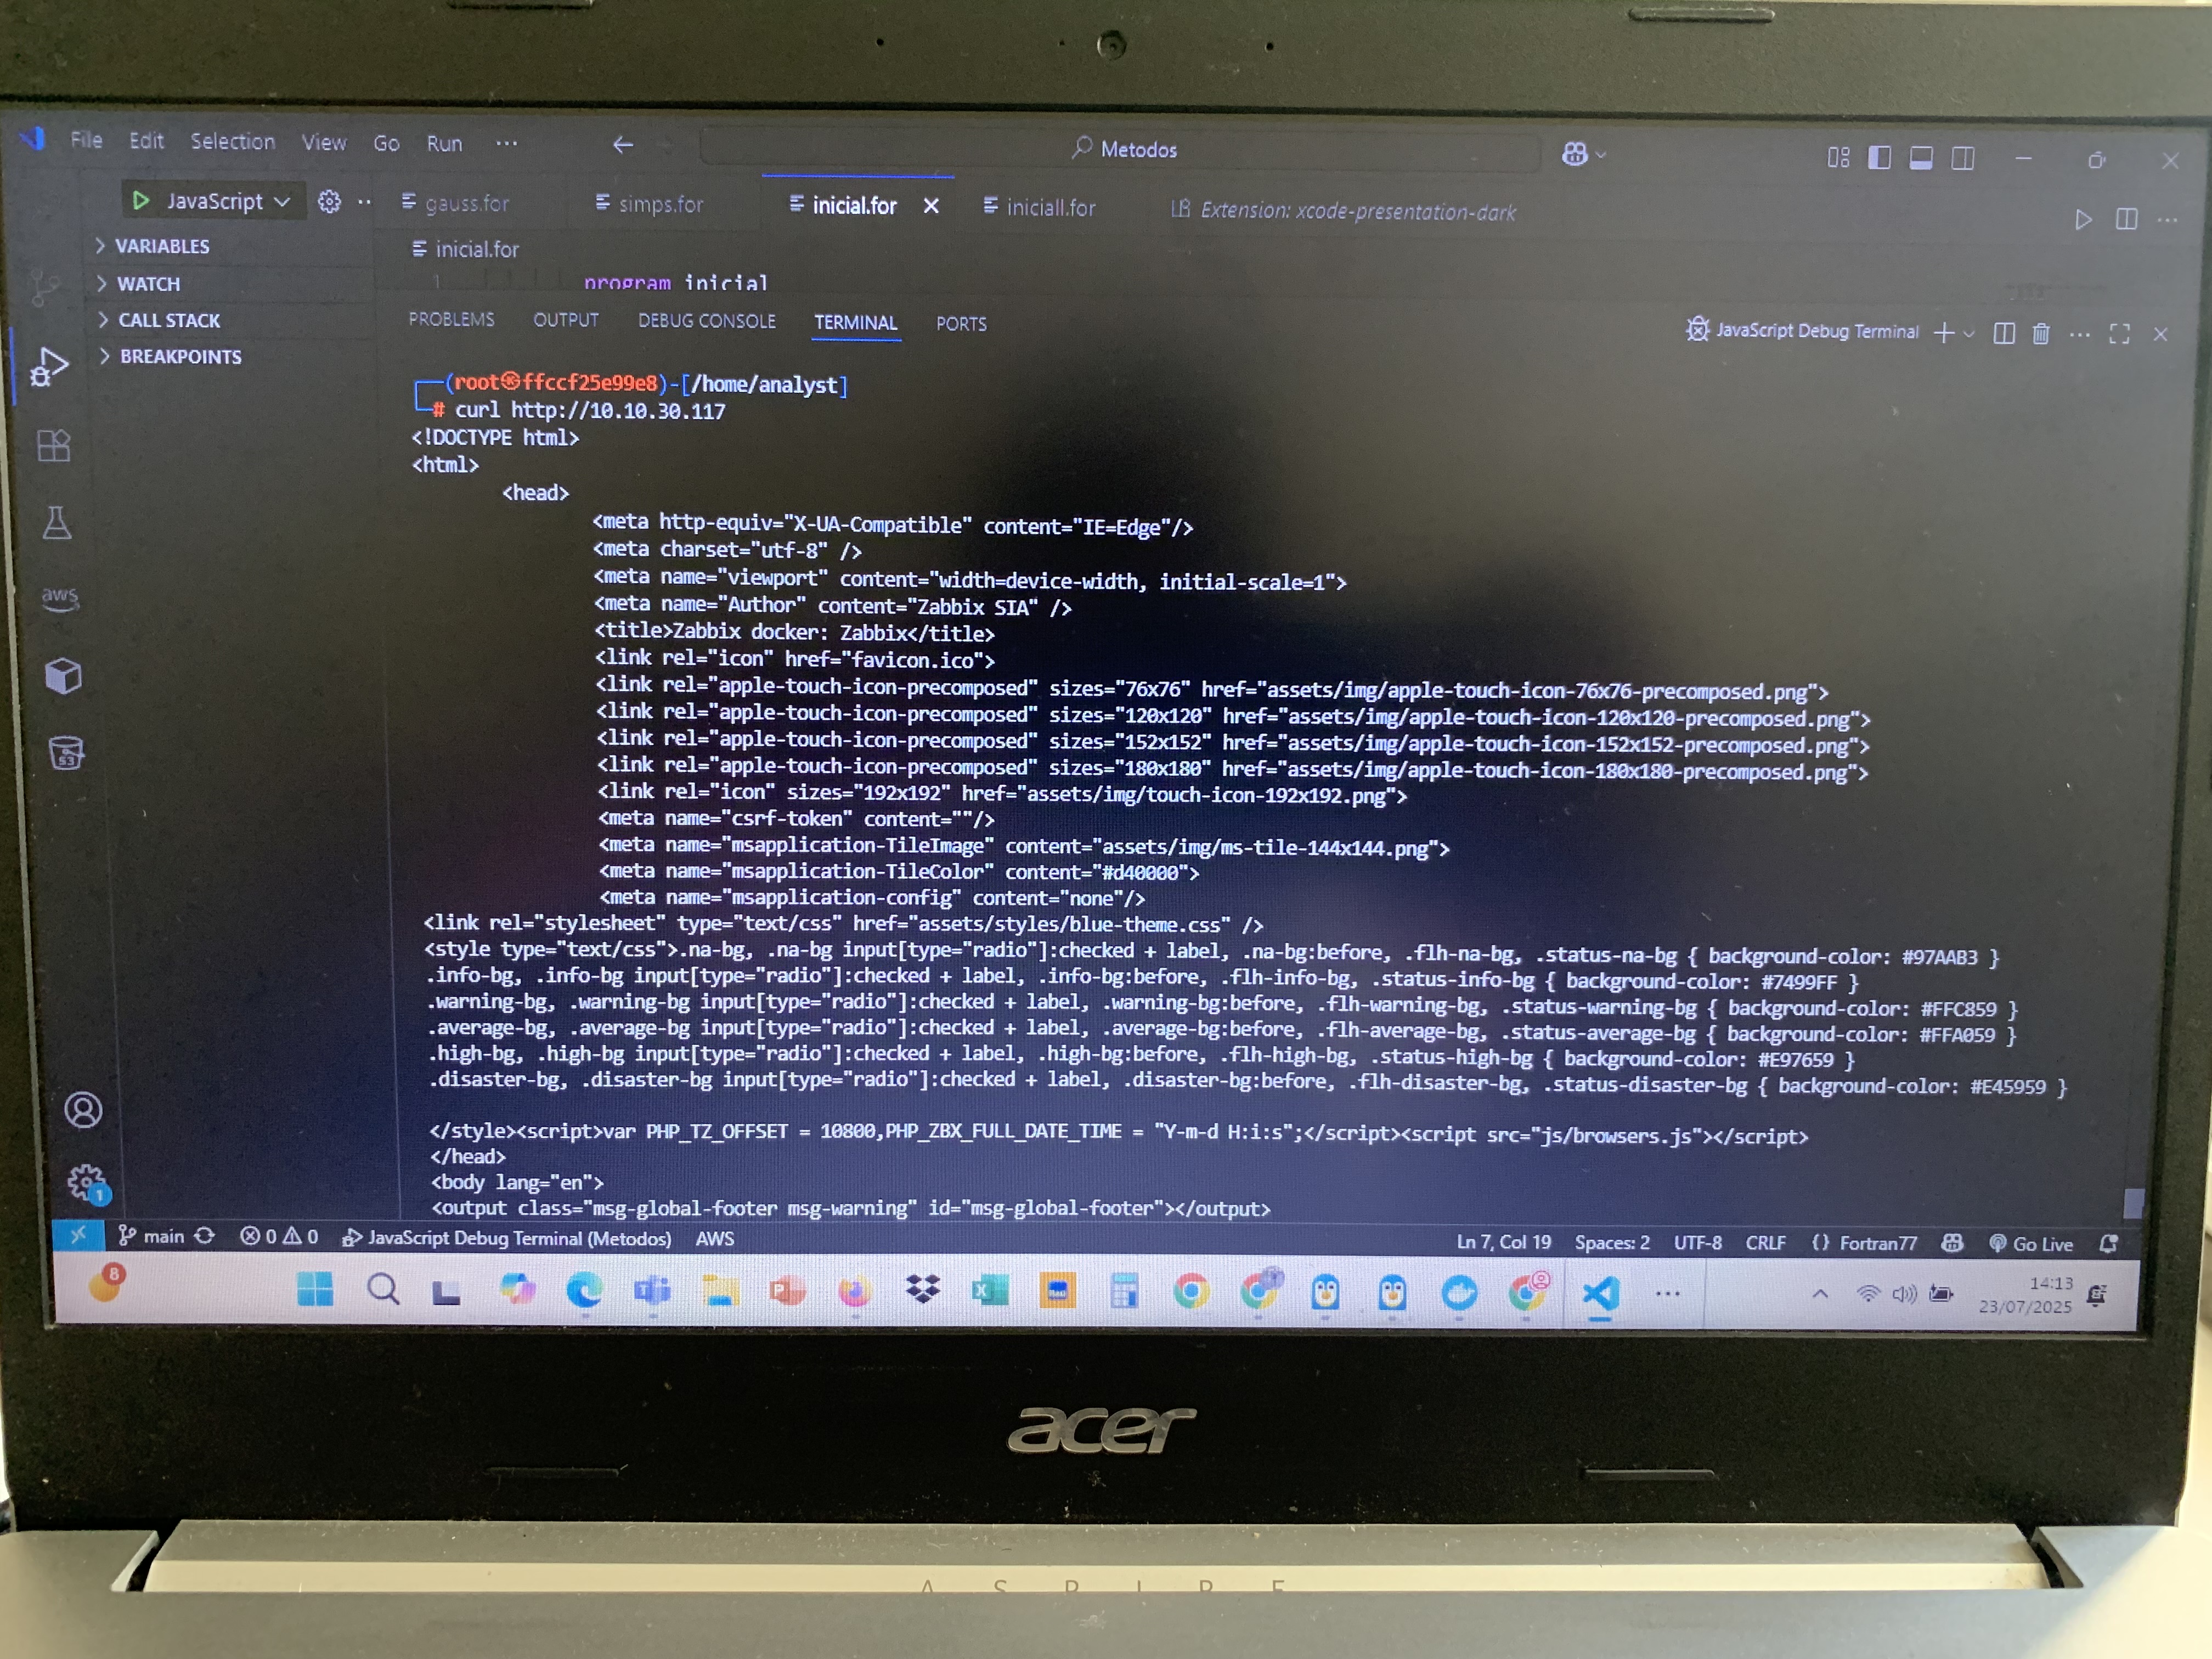 File Edit Selection View Go Run ··· Metodos
JavaScript gauss.for simps.for inicial.for iniciall.for Extension: xcode-presentation-dark
VARIABLES
WATCH
CALL STACK
BREAKPOINTS
inicial.for
1 program inicial
PROBLEMS OUTPUT DEBUG CONSOLE TERMINAL PORTS
JavaScript Debug Terminal
(root㉿ffccf25e99e8)-[/home/analyst]
# curl http://10.10.30.117
<!DOCTYPE html>
<html>
<head>
<meta http-equiv="X-UA-Compatible" content="IE=Edge"/>
<meta charset="utf-8" />
<meta name="viewport" content="width=device-width, initial-scale=1">
<meta name="Author" content="Zabbix SIA" />
<title>Zabbix docker: Zabbix</title>
<link rel="icon" href="favicon.ico">
<link rel="apple-touch-icon-precomposed" sizes="76x76" href="assets/img/apple-touch-icon-76x76-precomposed.png">
<link rel="apple-touch-icon-precomposed" sizes="120x120" href="assets/img/apple-touch-icon-120x120-precomposed.png">
<link rel="apple-touch-icon-precomposed" sizes="152x152" href="assets/img/apple-touch-icon-152x152-precomposed.png">
<link rel="apple-touch-icon-precomposed" sizes="180x180" href="assets/img/apple-touch-icon-180x180-precomposed.png">
<link rel="icon" sizes="192x192" href="assets/img/touch-icon-192x192.png">
<meta name="csrf-token" content=""/>
<meta name="msapplication-TileImage" content="assets/img/ms-tile-144x144.png">
<meta name="msapplication-TileColor" content="#d40000">
<meta name="msapplication-config" content="none"/>
<link rel="stylesheet" type="text/css" href="assets/styles/blue-theme.css" />
<style type="text/css">.na-bg, .na-bg input[type="radio"]:checked + label, .na-bg:before, .flh-na-bg, .status-na-bg { background-color: #97AAB3 }
.info-bg, .info-bg input[type="radio"]:checked + label, .info-bg:before, .flh-info-bg, .status-info-bg { background-color: #7499FF }
.warning-bg, .warning-bg input[type="radio"]:checked + label, .warning-bg:before, .flh-warning-bg, .status-warning-bg { background-color: #FFC859 }
.average-bg, .average-bg input[type="radio"]:checked + label, .average-bg:before, .flh-average-bg, .status-average-bg { background-color: #FFA059 }
.high-bg, .high-bg input[type="radio"]:checked + label, .high-bg:before, .flh-high-bg, .status-high-bg { background-color: #E97659 }
.disaster-bg, .disaster-bg input[type="radio"]:checked + label, .disaster-bg:before, .flh-disaster-bg, .status-disaster-bg { background-color: #E45959 }
</style><script>var PHP_TZ_OFFSET = 10800,PHP_ZBX_FULL_DATE_TIME = "Y-m-d H:i:s";</script><script src="js/browsers.js"></script>
</head>
<body lang="en">
<output class="msg-global-footer msg-warning" id="msg-global-footer"></output>
aws
S3
1
main 0 0 JavaScript Debug Terminal (Metodos) AWS Ln 7, Col 19 Spaces: 2 UTF-8 CRLF {} Fortran77 Go Live
8
14:13
23/07/2025
acer
ASPIRE